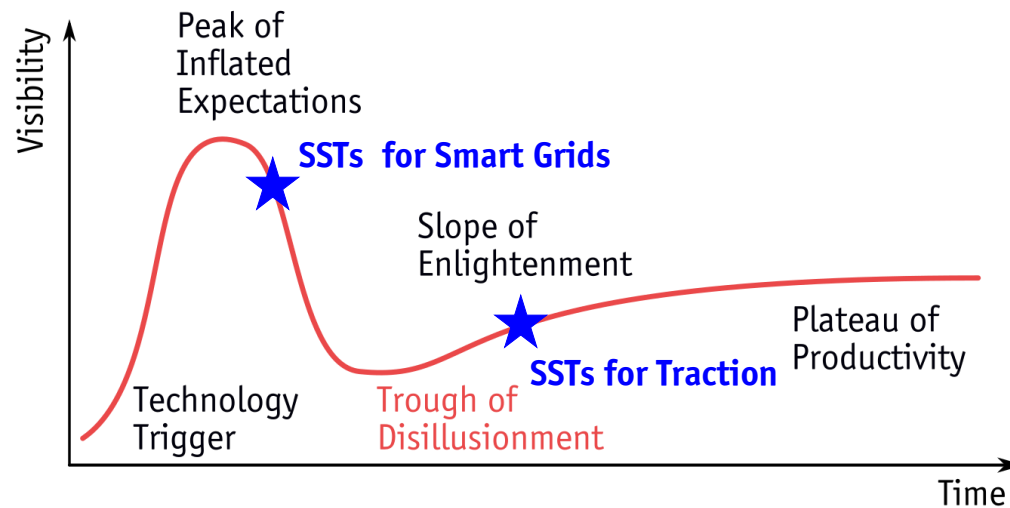 Peak of
Inflated
Expectations
Visibility
SSTs for Smart Grids
Slope of
Enlightenment
Plateau of
Productivity
SSTs for Traction
Technology
Trigger
Trough of
Disillusionment
Time